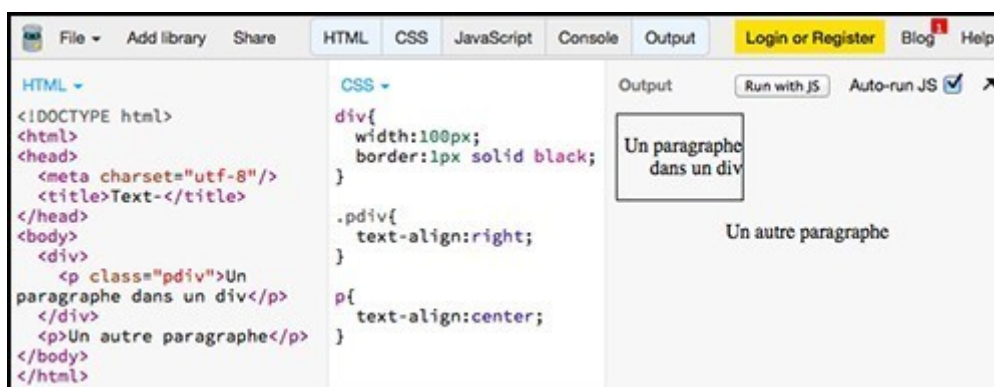 File Add library Share HTML CSS JavaScript Console Output Login or Register Blog 1 Help
HTML
<!DOCTYPE html>
<html>
<head>
<meta charset="utf-8"/>
<title>Text-</title>
</head>
<body>
<div>
<p class="pdiv">Un
paragraphe dans un div</p>
</div>
<p>Un autre paragraphe</p>
</body>
</html>
CSS
div{
width:100px;
border:1px solid black;
}
.pdiv{
text-align:right;
}
p{
text-align:center;
}
Output Run with JS Auto-run JS
Un paragraphe
dans un div
Un autre paragraphe